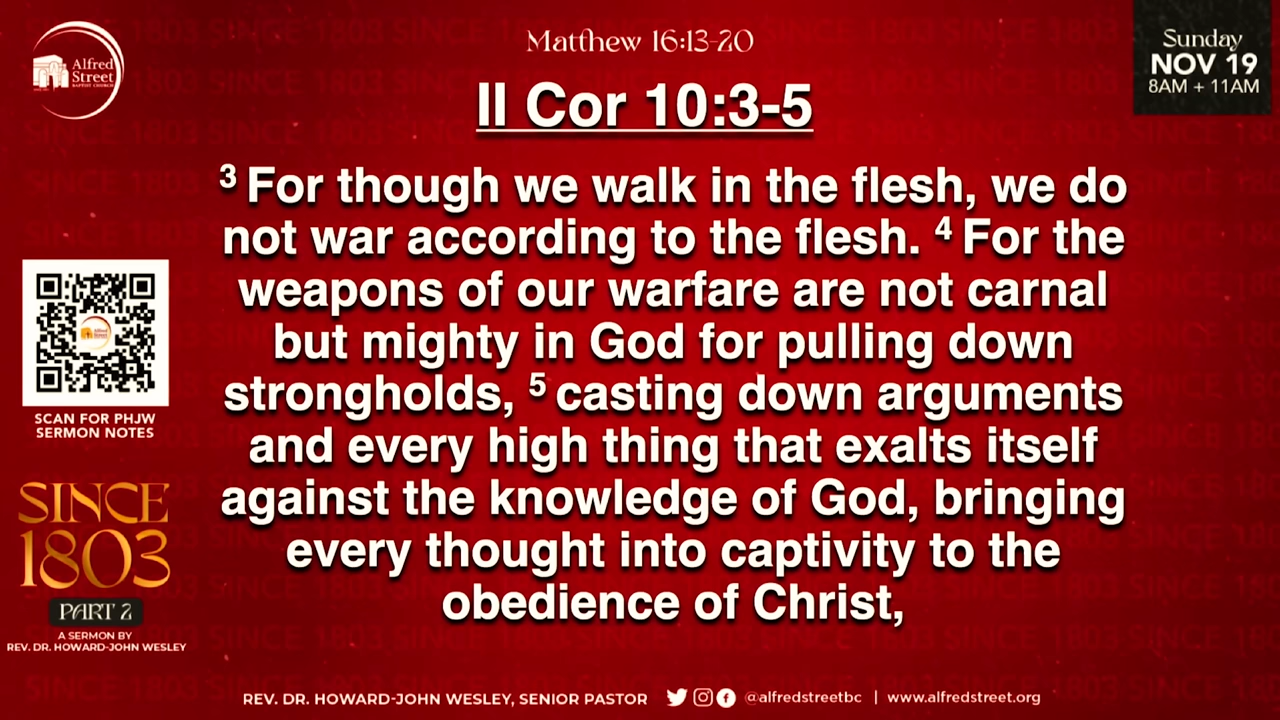 Alfred
Street
BAPTIST CHURCH
Matthew 16:13-20
Sunday
NOV 19
8AM + 11AM
II Cor 10:3-5
3 For though we walk in the flesh, we do
not war according to the flesh. 4 For the
weapons of our warfare are not carnal
but mighty in God for pulling down
strongholds, 5 casting down arguments
and every high thing that exalts itself
against the knowledge of God, bringing
every thought into captivity to the
obedience of Christ,
SCAN FOR PHJW
SERMON NOTES
SINCE
1803
PART 2
A SERMON BY
REV. DR. HOWARD-JOHN WESLEY
REV. DR. HOWARD-JOHN WESLEY, SENIOR PASTOR
@alfredstreetbc | www.alfredstreet.org